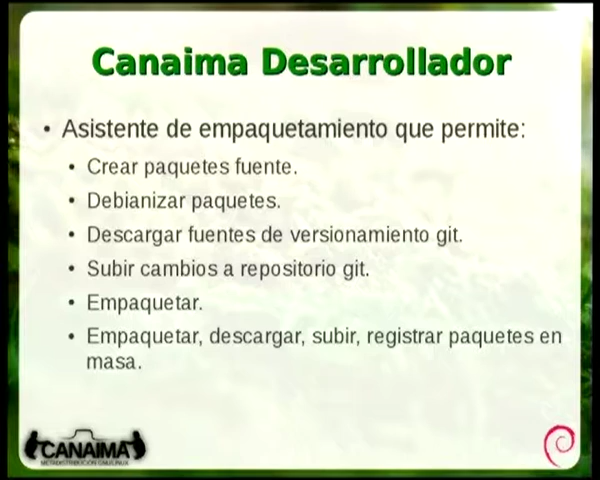 Canaima Desarrollador
• Asistente de empaquetamiento que permite:
• Crear paquetes fuente.
• Debianizar paquetes.
• Descargar fuentes de versionamiento git.
• Subir cambios a repositorio git.
• Empaquetar.
• Empaquetar, descargar, subir, registrar paquetes en
masa.
CANAIMA
METADISTRIBUCIÓN GNU/LINUX